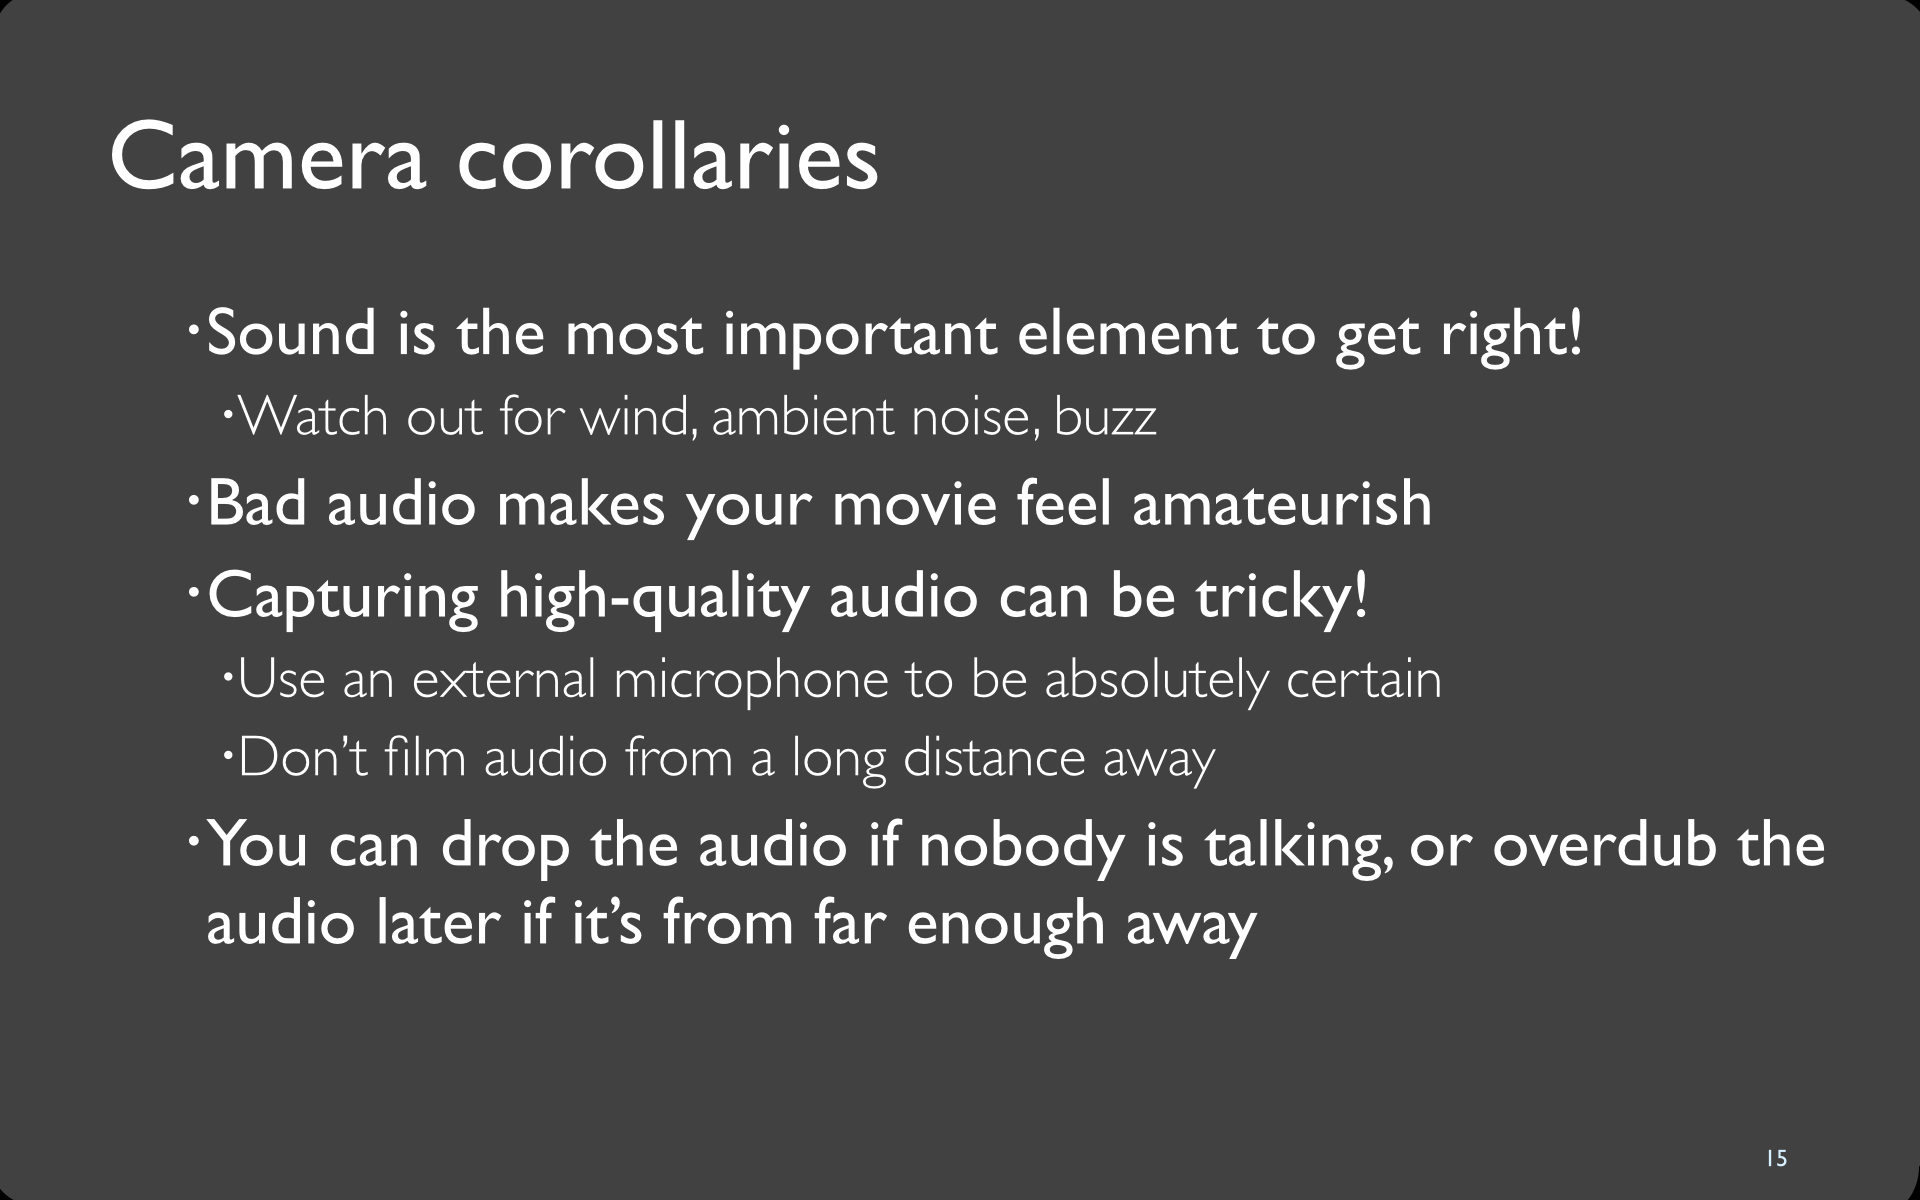 Camera corollaries
•Sound is the most important element to get right!
•Watch out for wind, ambient noise, buzz
•Bad audio makes your movie feel amateurish
•Capturing high-quality audio can be tricky!
•Use an external microphone to be absolutely certain
•Don’t film audio from a long distance away
•You can drop the audio if nobody is talking, or overdub the
audio later if it’s from far enough away
15